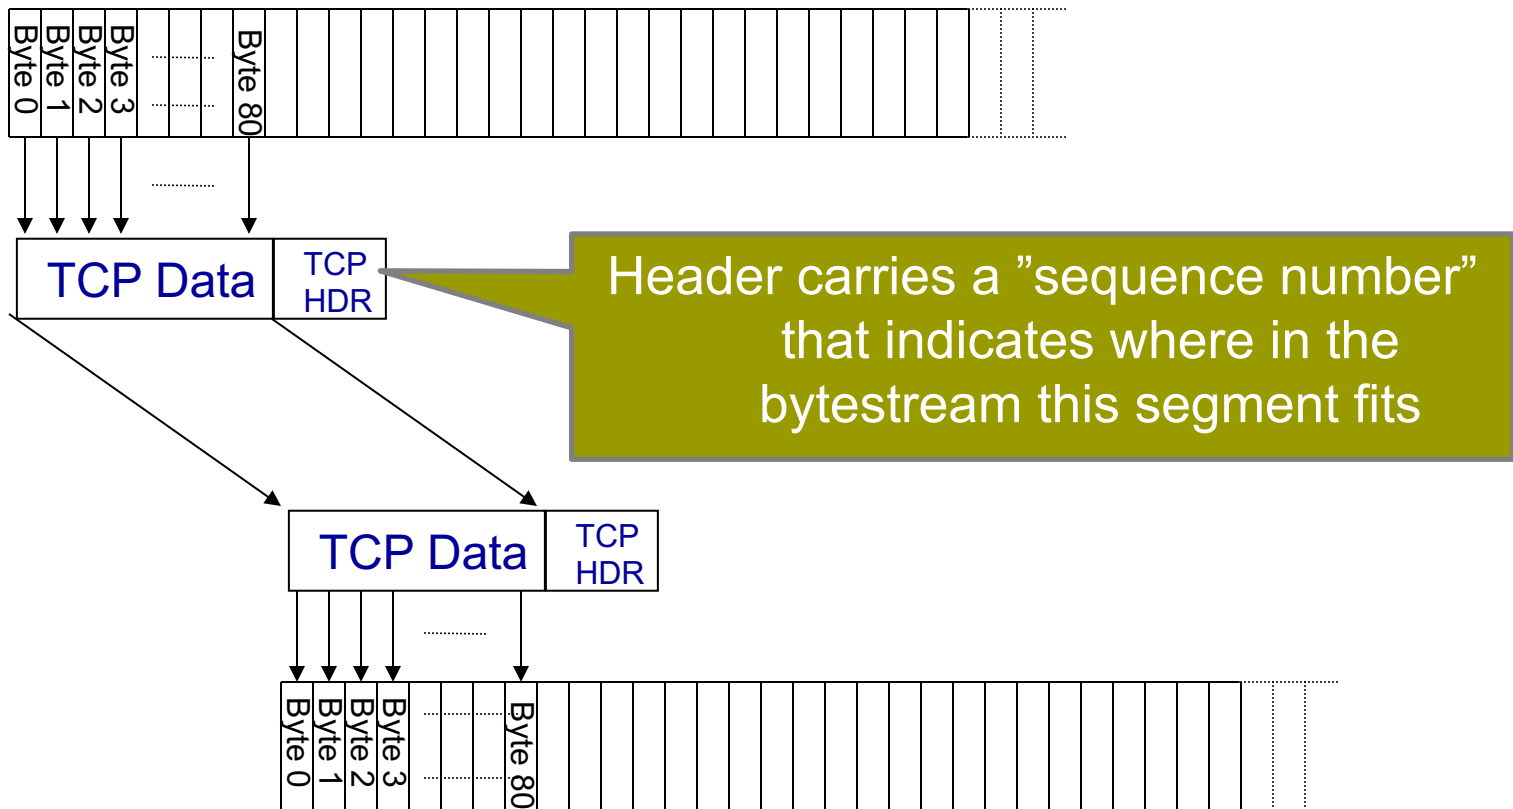 Byte 0
Byte 1
Byte 2
Byte 3
Byte 80
TCP Data
TCP
HDR
Header carries a ”sequence number”
that indicates where in the
bytestream this segment fits
TCP Data
TCP
HDR
Byte 0
Byte 1
Byte 2
Byte 3
Byte 80